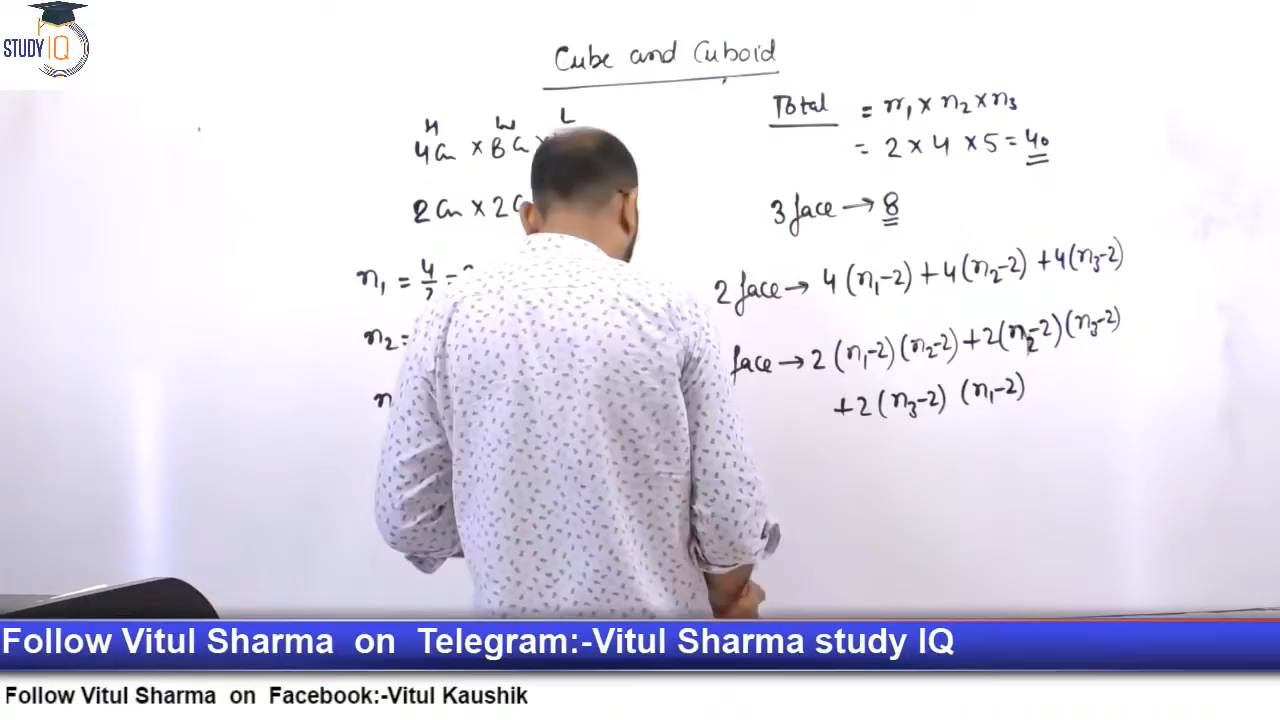 STUDY IQ
Cube and Cuboid
H W L
4cm × 8cm ×
2cm × 2c
n₁ = 4/2 =
n₂ =
n
Total = n₁ × n₂ × n₃
= 2 × 4 × 5 = 40
3 face → 8
2 face → 4(n₁-2) + 4(n₂-2) + 4(n₃-2)
face → 2(n₁-2)(n₂-2) + 2(n₂-2)(n₃-2)
+ 2(n₃-2) (n₁-2)
Follow Vitul Sharma on Telegram:-Vitul Sharma study IQ
Follow Vitul Sharma on Facebook:-Vitul Kaushik